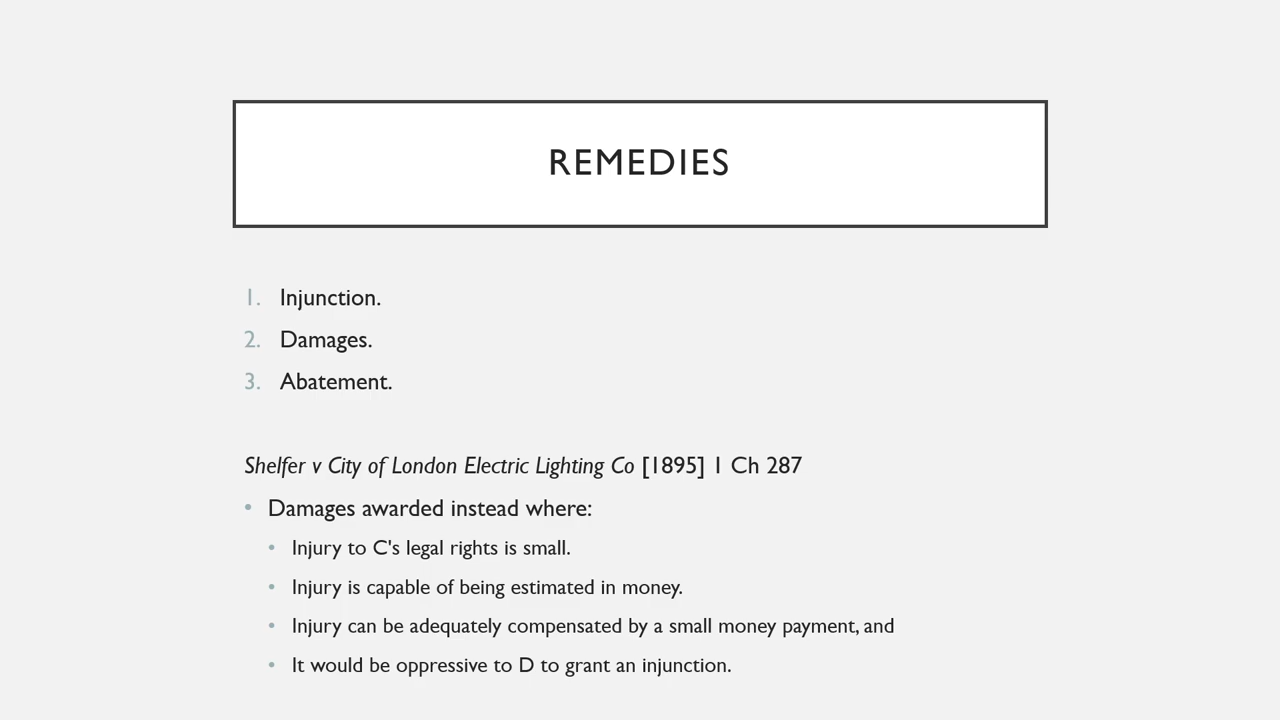 REMEDIES
1. Injunction.
2. Damages.
3. Abatement.
Shelfer v City of London Electric Lighting Co [1895] 1 Ch 287
• Damages awarded instead where:
• Injury to C's legal rights is small.
• Injury is capable of being estimated in money.
• Injury can be adequately compensated by a small money payment, and
• It would be oppressive to D to grant an injunction.